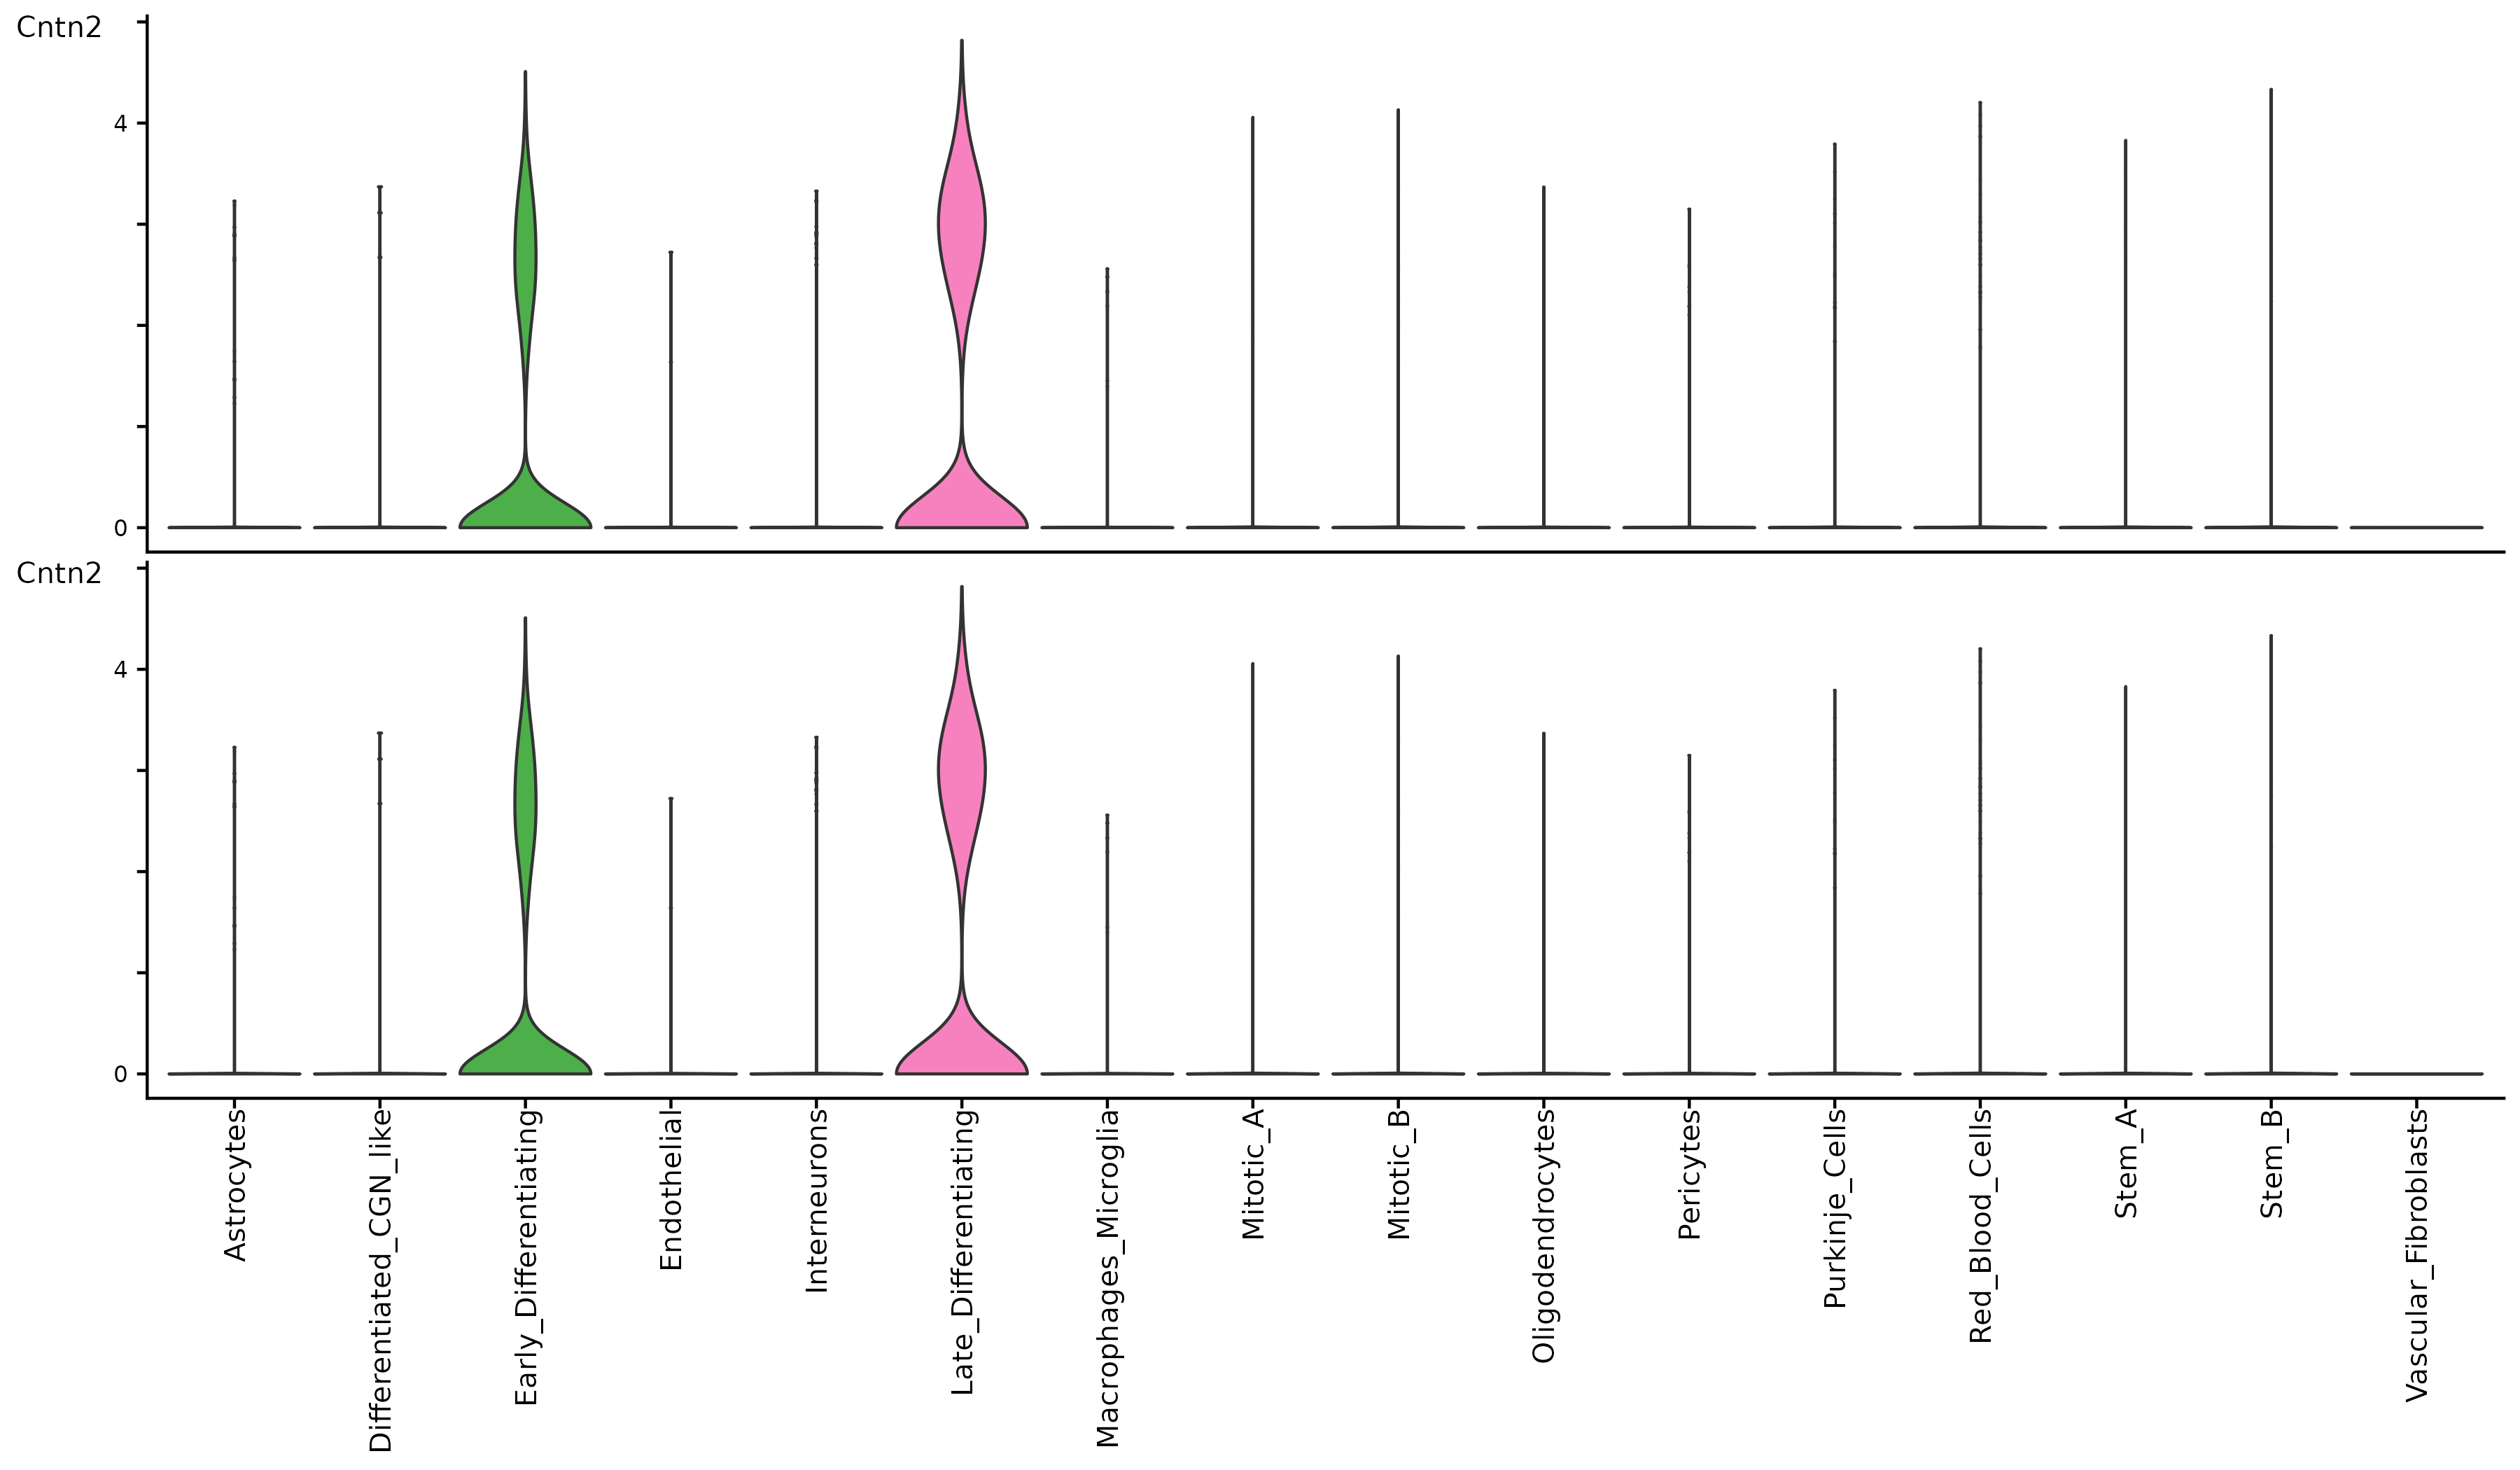 Cntn2
4
0
Cntn2
4
0
Astrocytes
Differentiated_CGN_like
Early_Differentiating
Endothelial
Interneurons
Late_Differentiating
Macrophages_Microglia
Mitotic_A
Mitotic_B
Oligodendrocytes
Pericytes
Purkinje_Cells
Red_Blood_Cells
Stem_A
Stem_B
Vascular_Fibroblasts